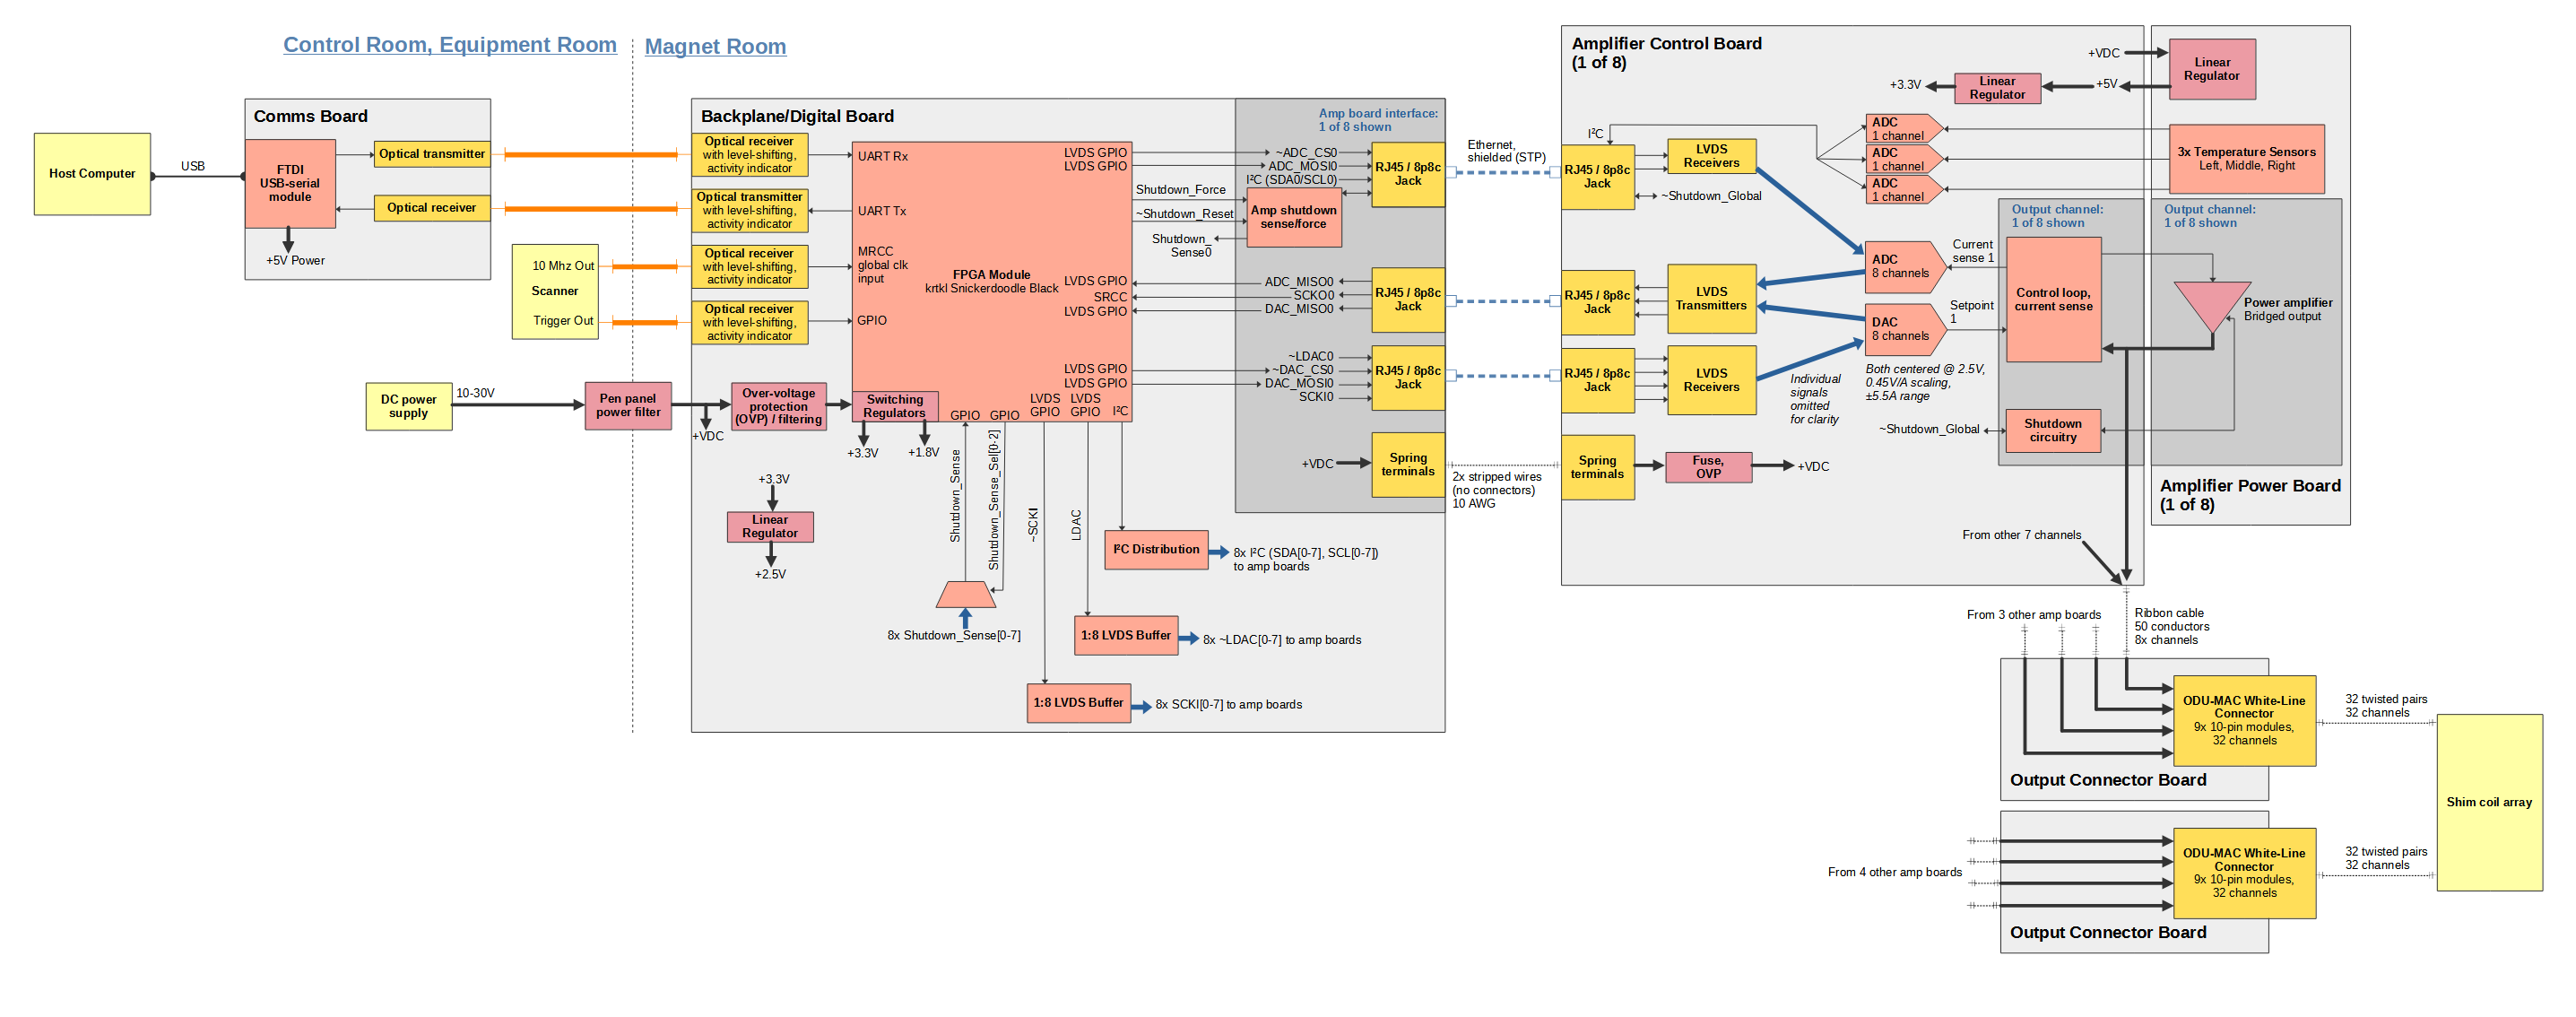 Control Room, Equipment Room
Magnet Room
Comms Board
Host Computer
USB
FTDI
USB-serial
module
Optical transmitter
Optical receiver
+5V Power
10 Mhz Out
Scanner
Trigger Out
DC power
supply
10-30V
Pen panel
power filter
+VDC
Backplane/Digital Board
Optical receiver
with level-shifting,
activity indicator
Optical transmitter
with level-shifting,
activity indicator
Optical receiver
with level-shifting,
activity indicator
Optical receiver
with level-shifting,
activity indicator
Over-voltage
protection
(OVP) / filtering
UART Rx
UART Tx
MRCC
global clk
input
GPIO
FPGA Module
krtkl Snickerdoodle Black
LVDS GPIO
LVDS GPIO
LVDS GPIO
SRCC
LVDS GPIO
LVDS GPIO
LVDS GPIO
Switching
Regulators
GPIO
GPIO
LVDS
GPIO
LVDS
GPIO
I²C
+3.3V
+1.8V
+3.3V
Linear
Regulator
+2.5V
Shutdown_Sense
Shutdown_Sense_Sel[0-2]
~SCKI
LDAC
8x Shutdown_Sense[0-7]
I²C Distribution
8x I²C (SDA[0-7], SCL[0-7])
to amp boards
1:8 LVDS Buffer
8x ~LDAC[0-7] to amp boards
1:8 LVDS Buffer
8x SCKI[0-7] to amp boards
Shutdown_Force
~Shutdown_Reset
Shutdown_
Sense0
Amp board interface:
1 of 8 shown
~ADC_CS0
ADC_MOSI0
I²C (SDA0/SCL0)
Amp shutdown
sense/force
RJ45 / 8p8c
Jack
ADC_MISO0
SCKO0
DAC_MISO0
RJ45 / 8p8c
Jack
~LDAC0
~DAC_CS0
DAC_MOSI0
SCKI0
RJ45 / 8p8c
Jack
+VDC
Spring
terminals
Ethernet,
shielded (STP)
2x stripped wires
(no connectors)
10 AWG
Amplifier Control Board
(1 of 8)
I²C
RJ45 / 8p8c
Jack
LVDS
Receivers
~Shutdown_Global
RJ45 / 8p8c
Jack
LVDS
Transmitters
RJ45 / 8p8c
Jack
LVDS
Receivers
Spring
terminals
Fuse,
OVP
+VDC
Individual
signals
omitted
for clarity
+3.3V
Linear
Regulator
+5V
+VDC
Linear
Regulator
ADC
1 channel
ADC
1 channel
ADC
1 channel
3x Temperature Sensors
Left, Middle, Right
Output channel:
1 of 8 shown
Output channel:
1 of 8 shown
ADC
8 channels
Current
sense 1
DAC
8 channels
Setpoint
1
Both centered @ 2.5V,
0.45V/A scaling,
±5.5A range
Control loop,
current sense
Power amplifier
Bridged output
~Shutdown_Global
Shutdown
circuitry
Amplifier Power Board
(1 of 8)
From other 7 channels
From 3 other amp boards
Ribbon cable
50 conductors
8x channels
ODU-MAC White-Line
Connector
9x 10-pin modules,
32 channels
Output Connector Board
32 twisted pairs
32 channels
Shim coil array
From 4 other amp boards
ODU-MAC White-Line
Connector
9x 10-pin modules,
32 channels
Output Connector Board
32 twisted pairs
32 channels